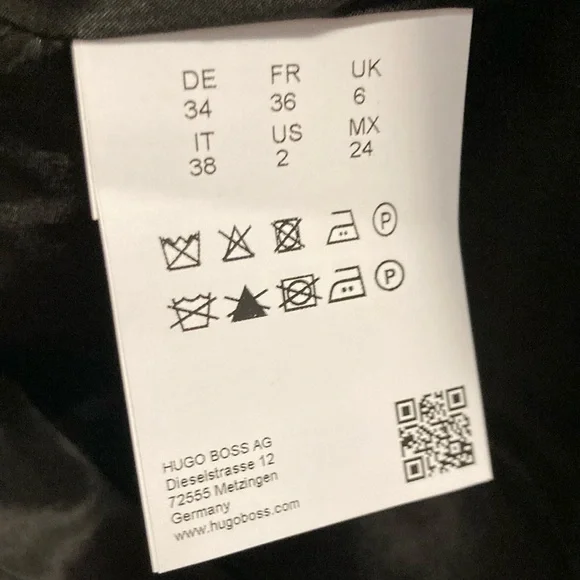 DE FR UK
34 36 6
IT US MX
38 2 24
P
P
HUGO BOSS AG
Dieselstrasse 12
72555 Metzingen
Germany
www.hugoboss.com